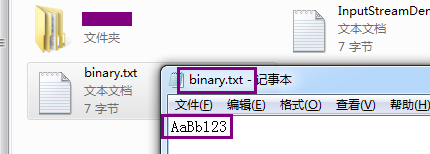 文件夹
InputStreamDen
文本文档
7 字节
binary.txt
文本文档
7 字节
binary.txt - 记事本
文件(F) 编辑(E) 格式(O) 查看(V) 帮助(H)
AaBb123